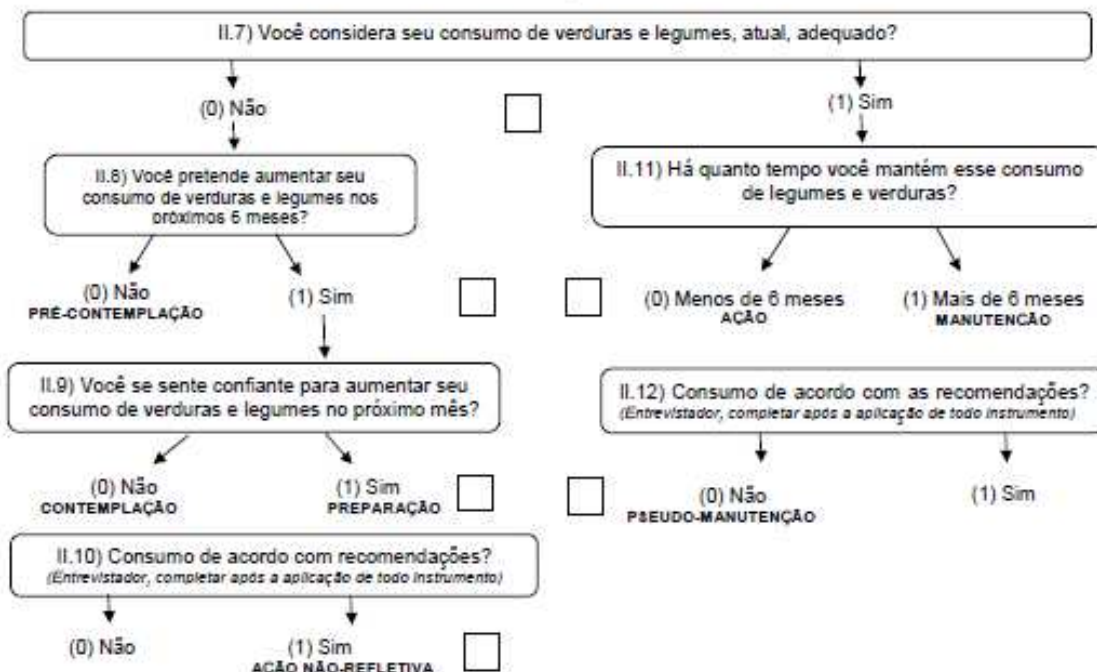 II.7) Você considera seu consumo de verduras e legumes, atual, adequado?
(0) Não
(1) Sim
II.8) Você pretende aumentar seu
consumo de verduras e legumes nos
próximos 6 meses?
(0) Não
PRÉ-CONTEMPLAÇÃO
(1) Sim
II.9) Você se sente confiante para aumentar seu
consumo de verduras e legumes no próximo mês?
(0) Não
CONTEMPLAÇÃO
(1) Sim
PREPARAÇÃO
II.10) Consumo de acordo com recomendações?
(Entrevistador, completar após a aplicação de todo instrumento)
(0) Não
(1) Sim
AÇÃO NÃO-REFLETIVA
II.11) Há quanto tempo você mantém esse consumo
de legumes e verduras?
(0) Menos de 6 meses
AÇÃO
(1) Mais de 6 meses
MANUTENÇÃO
II.12) Consumo de acordo com as recomendações?
(Entrevistador, completar após a aplicação de todo instrumento)
(0) Não
PSEUDO-MANUTENÇÃO
(1) Sim